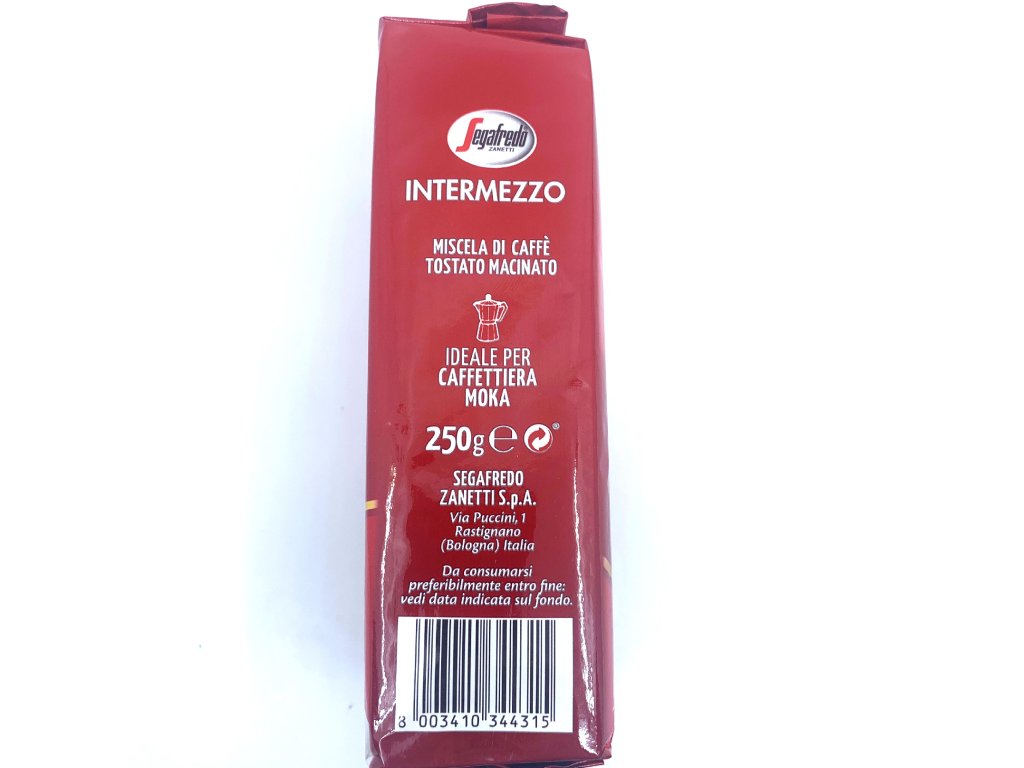 Segafredo
ZANETTI
INTERMEZZO
MISCELA DI CAFFÈ
TOSTATO MACINATO
IDEALE PER
CAFFETTIERA
MOKA
250g ℮ ®
SEGAFREDO
ZANETTI S.p.A.
Via Puccini, 1
Rastignano
(Bologna) Italia
Da consumarsi
preferibilmente entro fine:
vedi data indicata sul fondo.
8 003410 344315